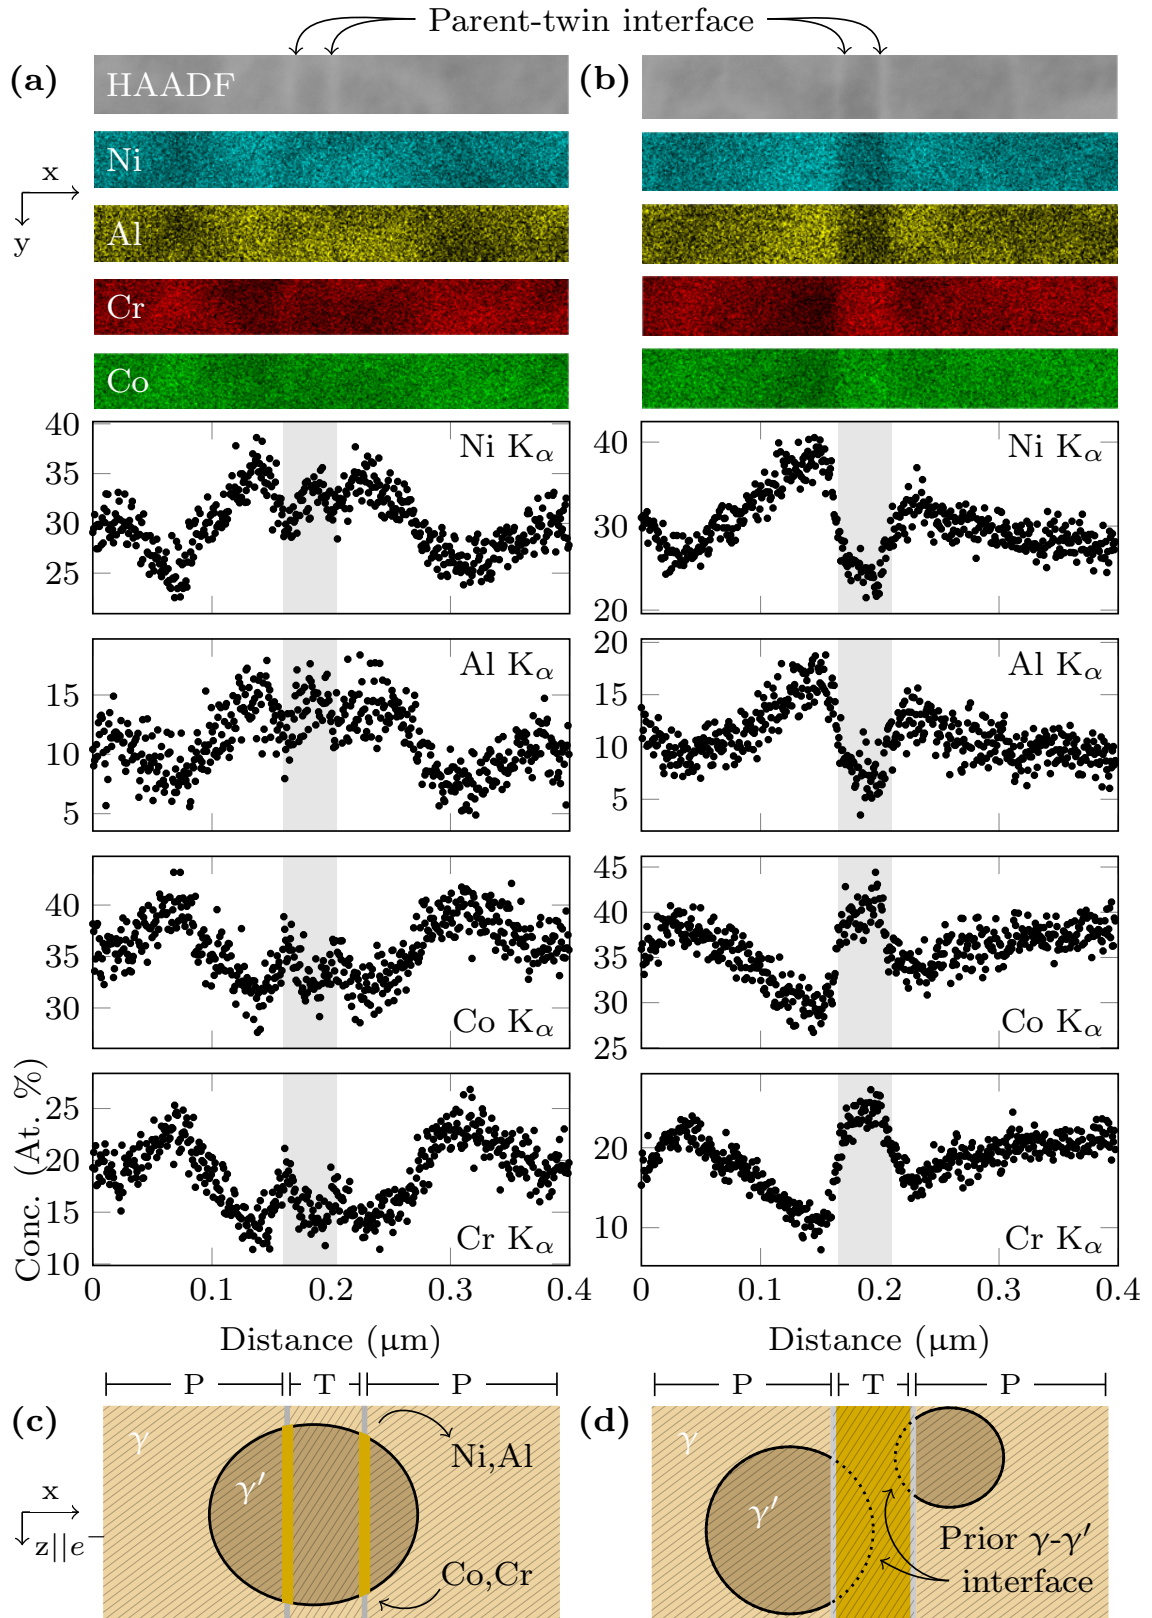 Parent-twin interface
(a) HAADF
(b)
Ni
Al
Cr
Co
x
y
Ni Kα
40
35
30
25
Ni Kα
40
30
20
Al Kα
15
10
5
Al Kα
20
15
10
5
Co Kα
40
35
30
Co Kα
45
40
35
30
25
Cr Kα
25
20
15
10
Cr Kα
20
10
Conc. (At. %)
0 0.1 0.2 0.3 0.4
0 0.1 0.2 0.3 0.4
Distance (μm)
Distance (μm)
P T P
P T P
(c)
γ
γ′
Ni,Al
Co,Cr
x
z||e⁻
(d)
γ
γ′
Prior γ-γ′
interface